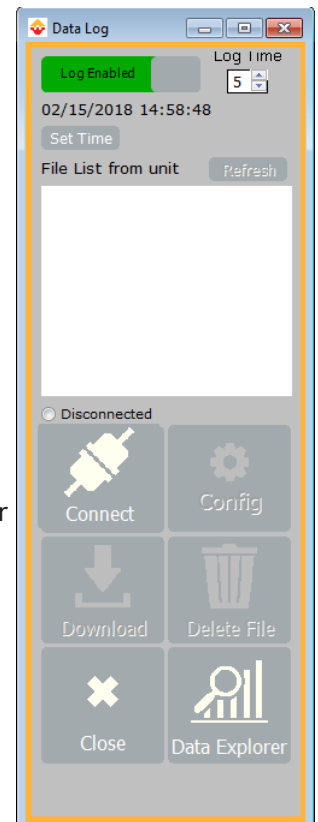 Data Log
Log Time
Log Enabled
5
02/15/2018 14:58:48
Set Time
File List from unit Refresh
Disconnected
r
Connect Config
Download Delete File
Close Data Explorer